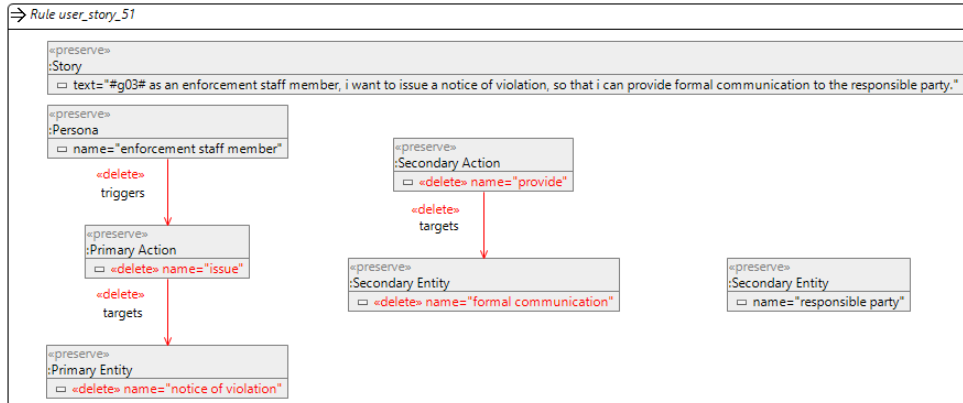 Rule user_story_51
«preserve»
:Story
text="#g03# as an enforcement staff member, i want to issue a notice of violation, so that i can provide formal communication to the responsible party."
«preserve»
:Persona
name="enforcement staff member"
«delete»
triggers
«preserve»
:Primary Action
«delete» name="issue"
«delete»
targets
«preserve»
:Primary Entity
«delete» name="notice of violation"
«preserve»
:Secondary Action
«delete» name="provide"
«delete»
targets
«preserve»
:Secondary Entity
«delete» name="formal communication"
«preserve»
:Secondary Entity
name="responsible party"